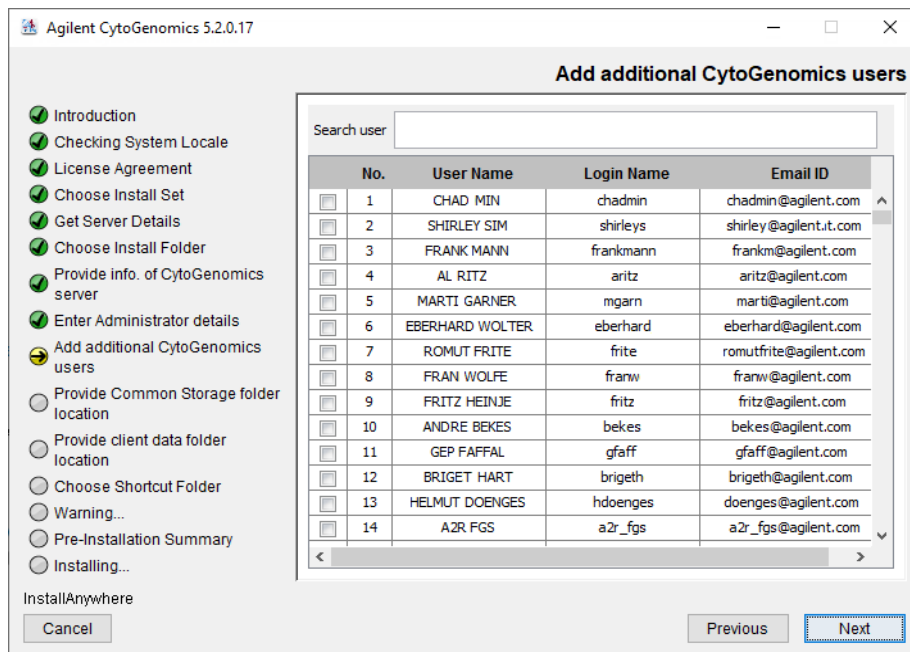 Agilent CytoGenomics 5.2.0.17
Add additional CytoGenomics users
Introduction
Checking System Locale
License Agreement
Choose Install Set
Get Server Details
Choose Install Folder
Provide info. of CytoGenomics
server
Enter Administrator details
Add additional CytoGenomics
users
Provide Common Storage folder
location
Provide client data folder
location
Choose Shortcut Folder
Warning...
Pre-Installation Summary
Installing...
Search user
No. User Name Login Name Email ID
1 CHAD MIN chadmin chadmin@agilent.com
2 SHIRLEY SIM shirleys shirley@agilent.it.com
3 FRANK MANN frankmann frankm@agilent.com
4 AL RITZ aritz aritz@agilent.com
5 MARTI GARNER mgarn marti@agilent.com
6 EBERHARD WOLTER eberhard eberhard@agilent.com
7 ROMUT FRITE frite romutfrite@agilent.com
8 FRAN WOLFE franw franw@agilent.com
9 FRITZ HEINJE fritz fritz@agilent.com
10 ANDRE BEKES bekes bekes@agilent.com
11 GEP FAFFAL gfaff gfaff@agilent.com
12 BRIGET HART brigeth brigeth@agilent.com
13 HELMUT DOENGES hdoenges doenges@agilent.com
14 A2R FGS a2r_fgs a2r_fgs@agilent.com
InstallAnywhere
Cancel Previous Next